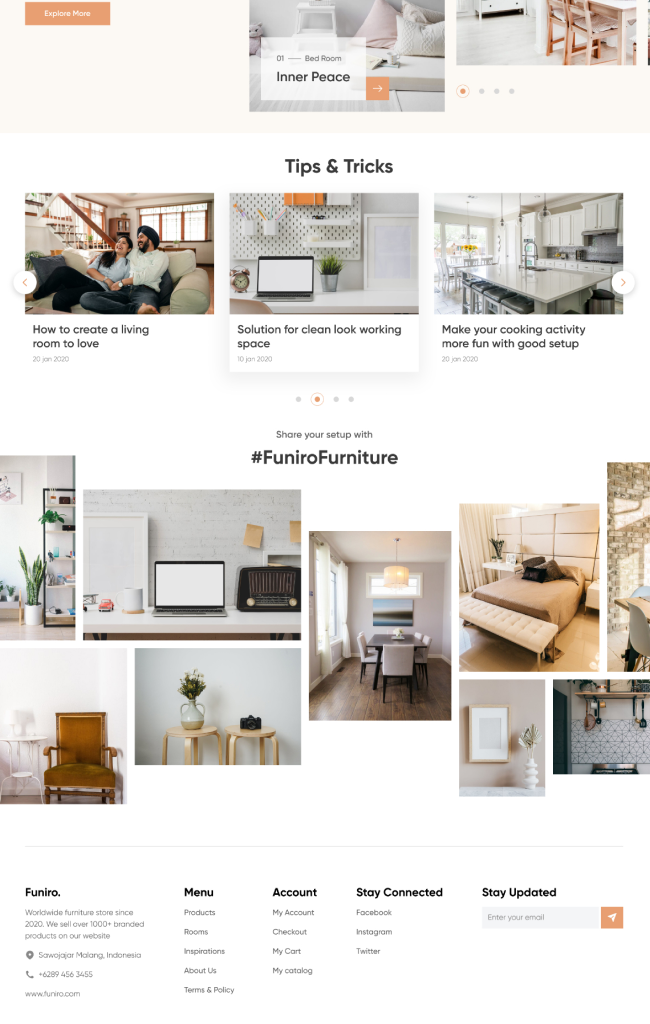 Explore More
01 — Bed Room
Inner Peace
Tips & Tricks
How to create a living
room to love
20 jan 2020
Solution for clean look working
space
10 jan 2020
Make your cooking activity
more fun with good setup
20 jan 2020
Share your setup with
#FuniroFurniture
Funiro.
Worldwide furniture store since
2020. We sell over 1000+ branded
products on our website
Sawojajar Malang, Indonesia
+6289 456 3455
www.funiro.com
Menu
Products
Rooms
Inspirations
About Us
Terms & Policy
Account
My Account
Checkout
My Cart
My catalog
Stay Connected
Facebook
Instagram
Twitter
Stay Updated
Enter your email